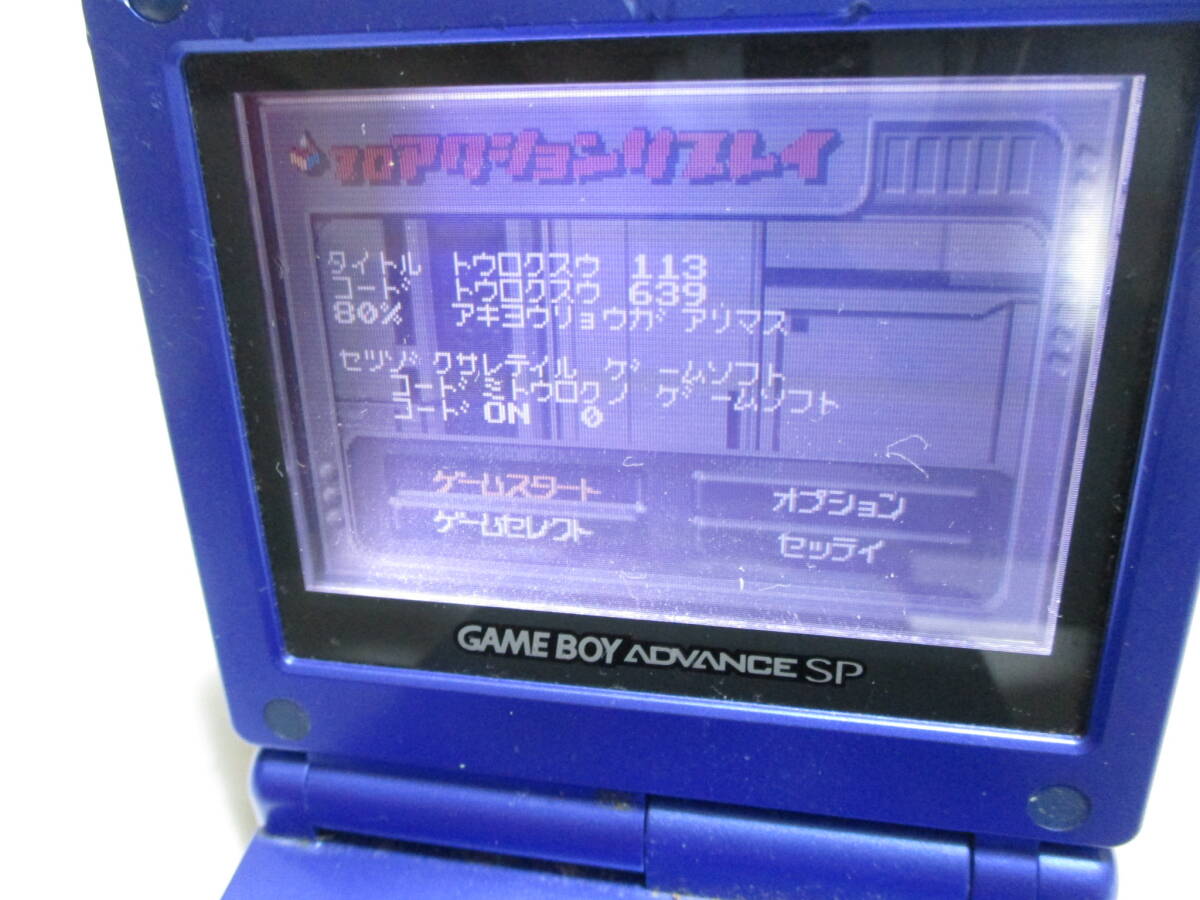 プロアクションリプレイ
タイトル トウロクスウ 113
コード トウロクスウ 639
80% アキヨウリョウガ アリマス
セツゾクサレテイル ゲームソフト
コードミトウロクノ ゲームソフト
コード ON 0
ゲームスタート オプション
ゲームセレクト セッテイ
GAME BOY ADVANCE SP